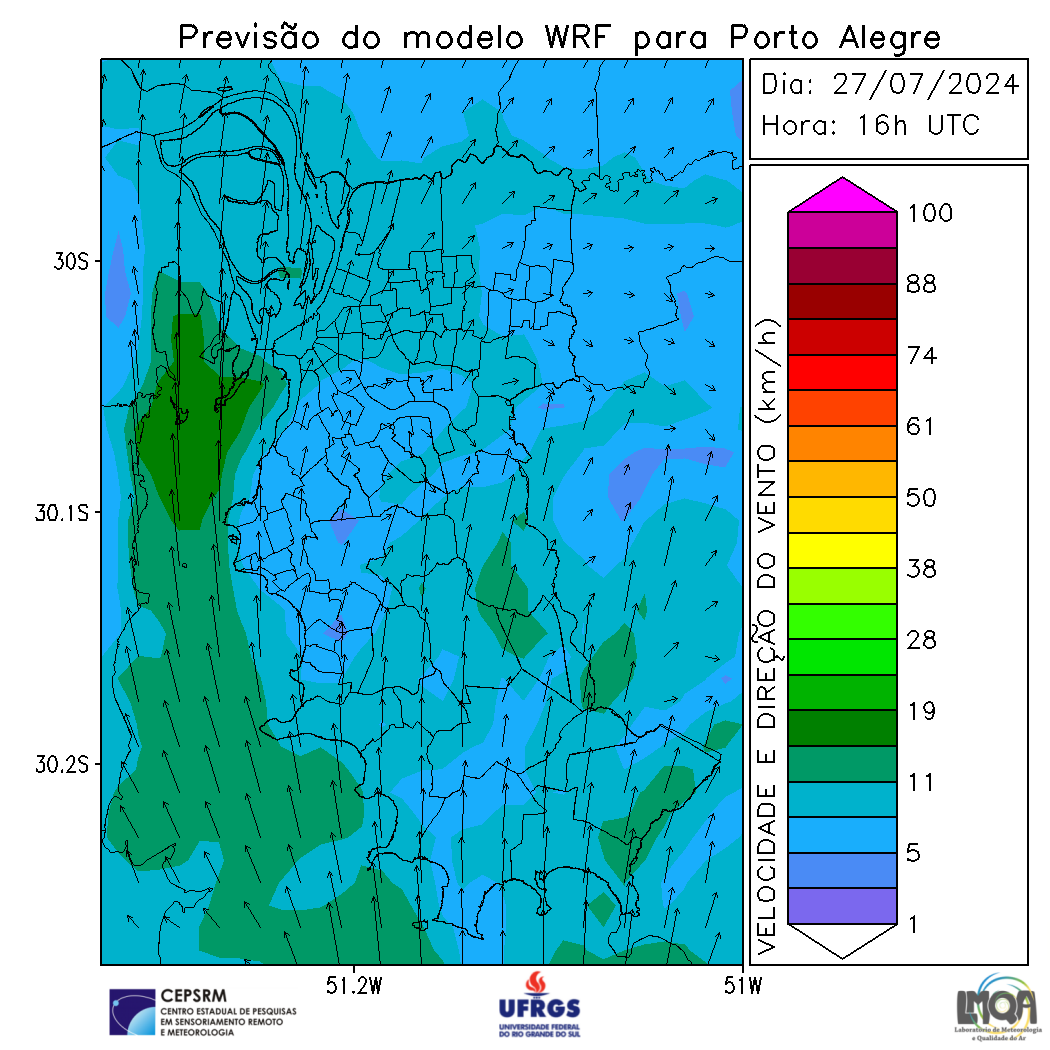 Previsão do modelo WRF para Porto Alegre
Dia: 27/07/2024
Hora: 16h UTC
30S
30.1S
30.2S
51.2W
51W
VELOCIDADE E DIREÇÃO DO VENTO (km/h)
100
88
74
61
50
38
28
19
11
5
1
CEPSRM
CENTRO ESTADUAL DE PESQUISAS
EM SENSORIAMENTO REMOTO
E METEOROLOGIA
UFRGS
UNIVERSIDADE FEDERAL
DO RIO GRANDE DO SUL
LMQA
Laboratório de Meteorologia
e Qualidade do Ar